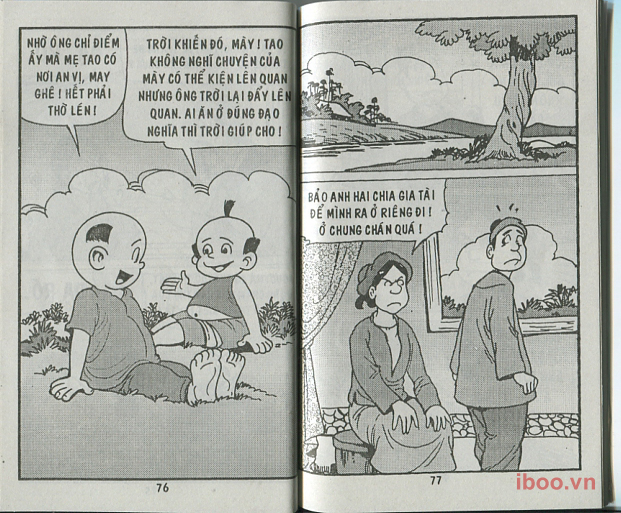 NHỜ ÔNG CHỈ ĐIỂM
ẤY MÀ MẸ TAO CÓ
NƠI AN VỊ, MAY
GHÊ ! HẾT PHẢI
THỜ LÉN !
TRỜI KHIẾN ĐÓ, MÀY ! TAO
KHÔNG NGHĨ CHUYỆN CỦA
MÀY CÓ THỂ KIỆN LÊN QUAN
NHƯNG ÔNG TRỜI LẠI ĐẨY LÊN
QUAN. AI ĂN Ở ĐÚNG ĐẠO
NGHĨA THÌ TRỜI GIÚP CHO !
76
BẢO ANH HAI CHIA GIA TÀI
ĐỂ MÌNH RA Ở RIÊNG ĐI !
Ở CHUNG CHÁN QUÁ !
77
iboo.vn